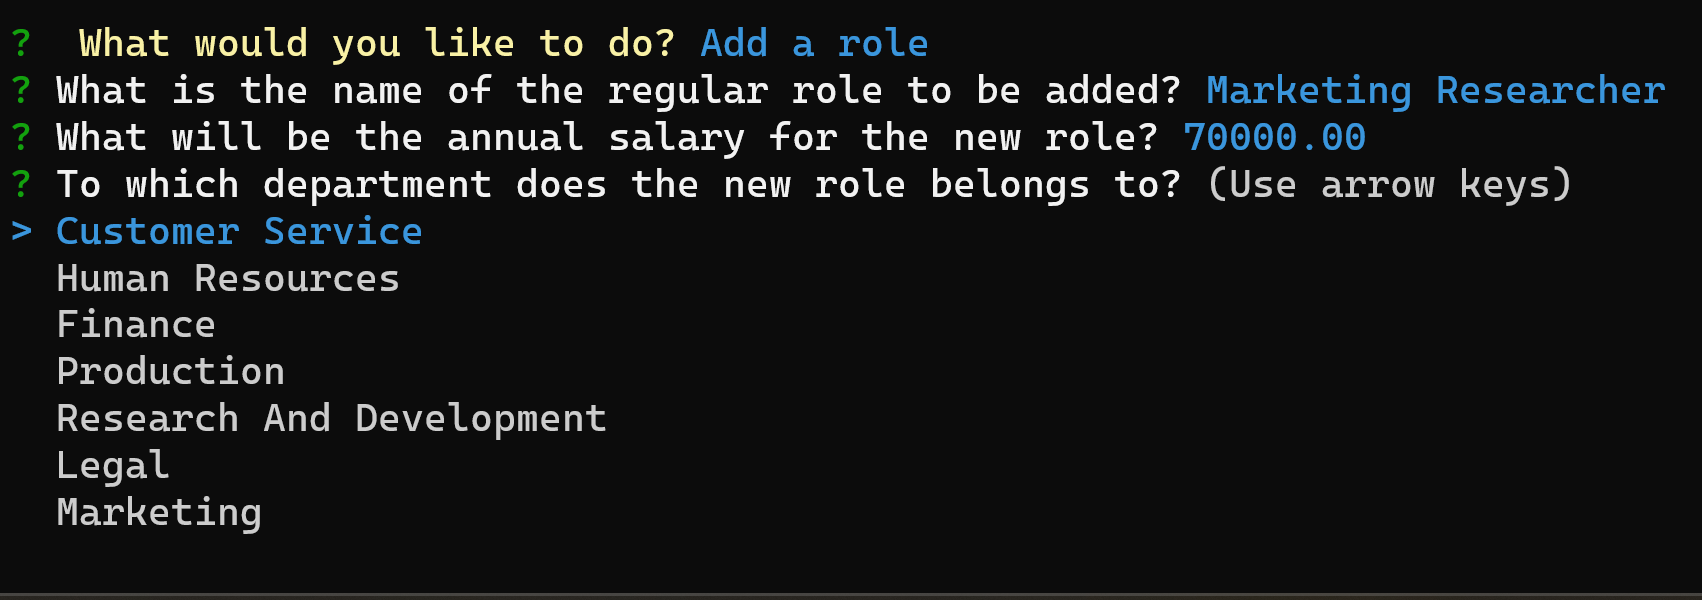 ?  What would you like to do? Add a role
? What is the name of the regular role to be added? Marketing Researcher
? What will be the annual salary for the new role? 70000.00
? To which department does the new role belongs to? (Use arrow keys)
> Customer Service
  Human Resources
  Finance
  Production
  Research And Development
  Legal
  Marketing